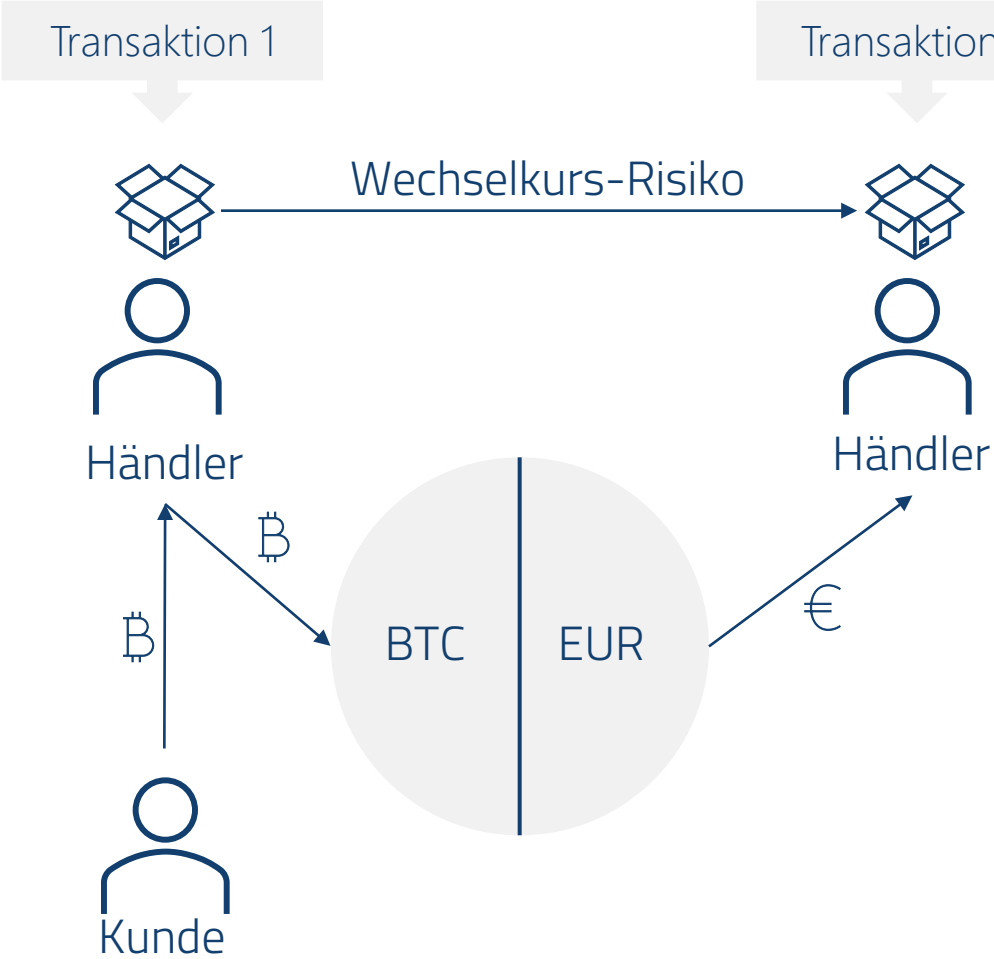 Transaktion 1
Transaktion
Wechselkurs-Risiko
Händler
Händler
₿
₿
BTC
EUR
€
Kunde